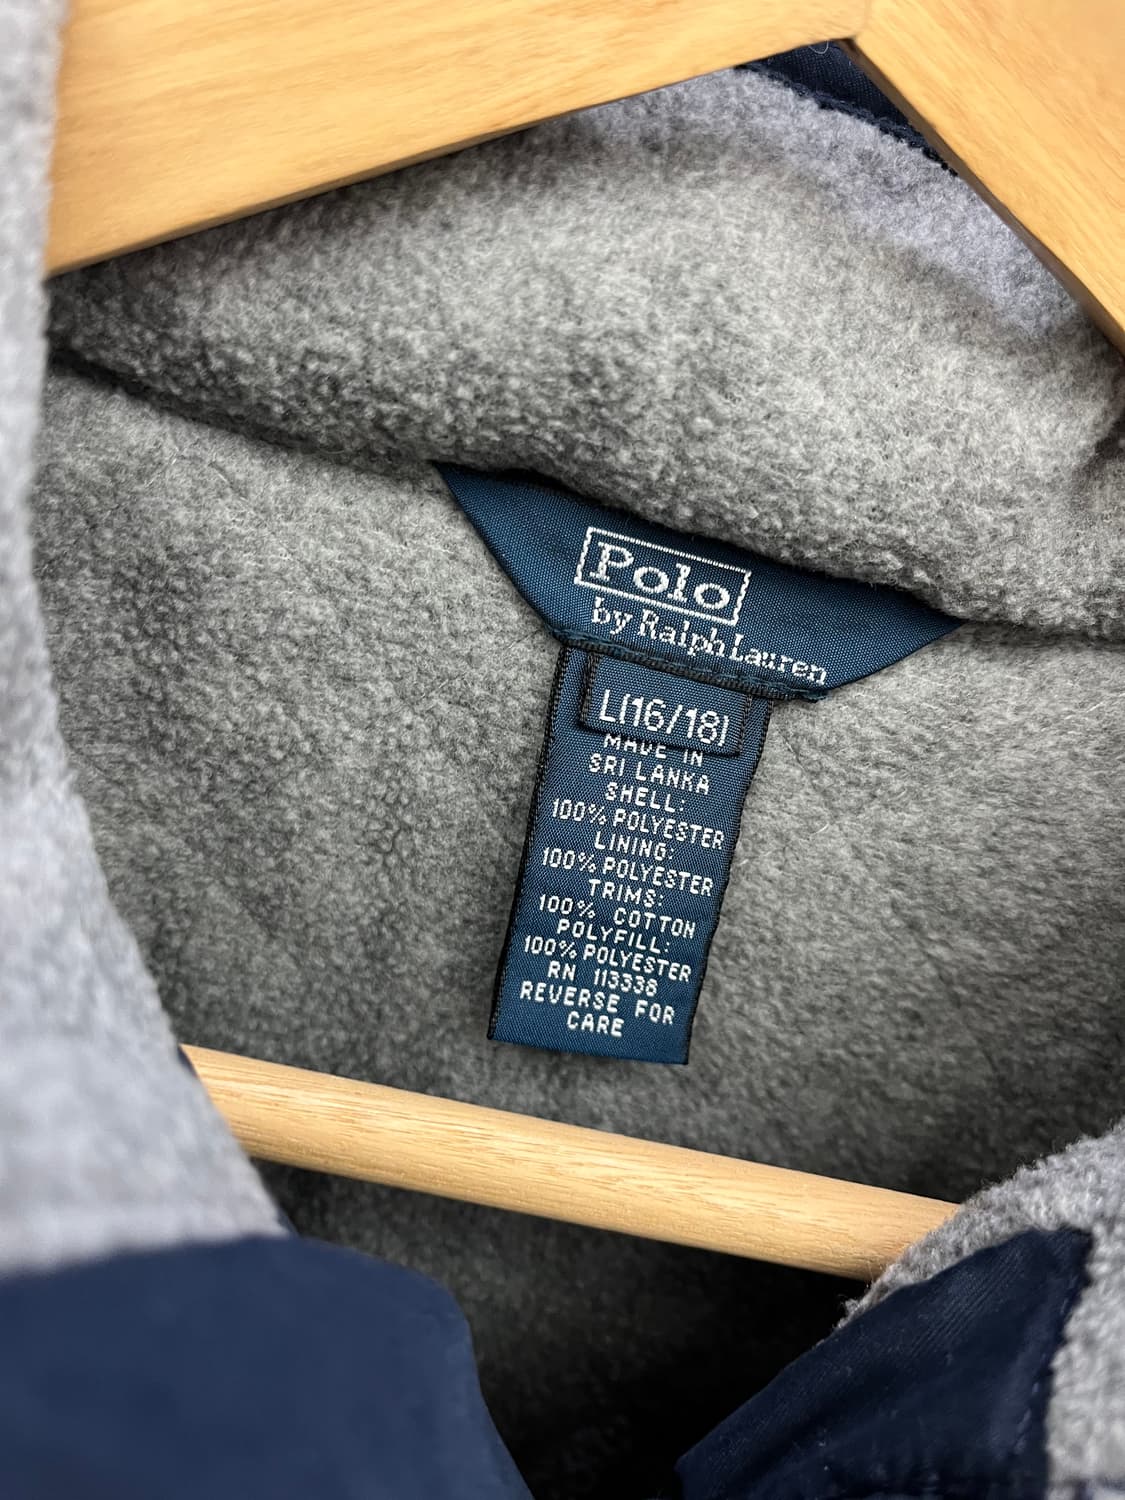 Polo
by Ralph Lauren
L(16/18)
MADE IN
SRI LANKA
SHELL:
100% POLYESTER
LINING:
100% POLYESTER
TRIMS:
100% COTTON
POLYFILL:
100% POLYESTER
RN 113338
REVERSE FOR
CARE